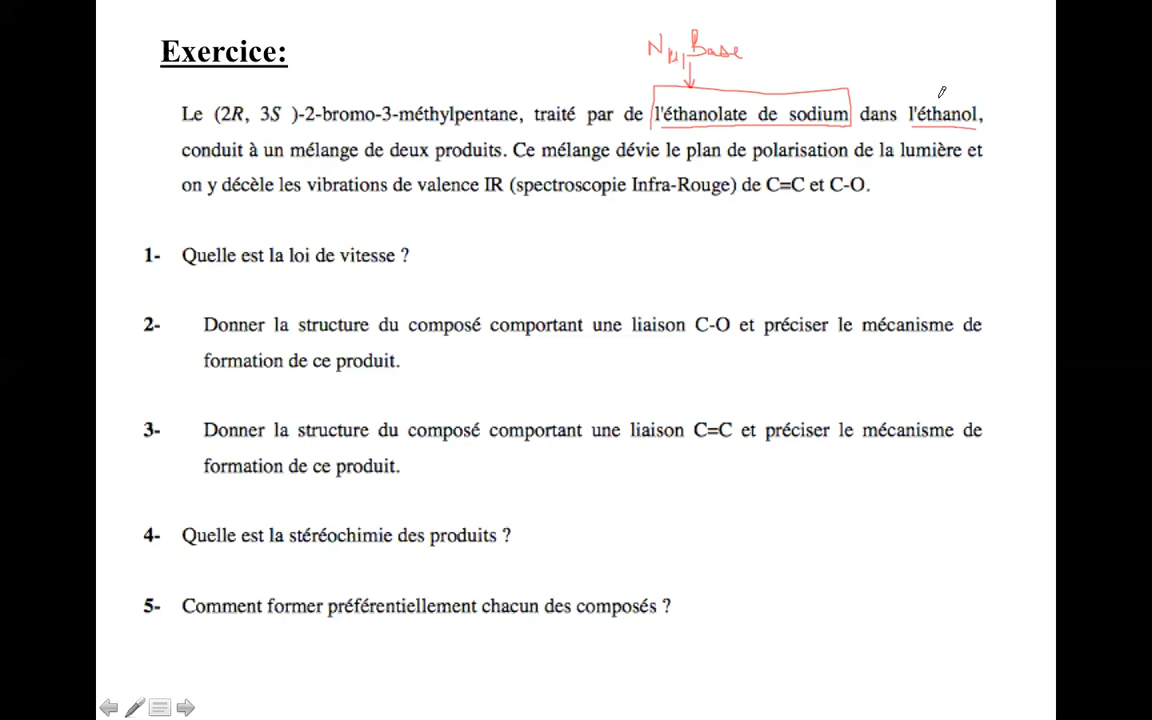 Exercice:
Nu, Base
Le (2R, 3S )-2-bromo-3-méthylpentane, traité par de l'éthanolate de sodium dans l'éthanol,
conduit à un mélange de deux produits. Ce mélange dévie le plan de polarisation de la lumière et
on y décèle les vibrations de valence IR (spectroscopie Infra-Rouge) de C=C et C-O.
1- Quelle est la loi de vitesse ?
2- Donner la structure du composé comportant une liaison C-O et préciser le mécanisme de
formation de ce produit.
3- Donner la structure du composé comportant une liaison C=C et préciser le mécanisme de
formation de ce produit.
4- Quelle est la stéréochimie des produits ?
5- Comment former préférentiellement chacun des composés ?